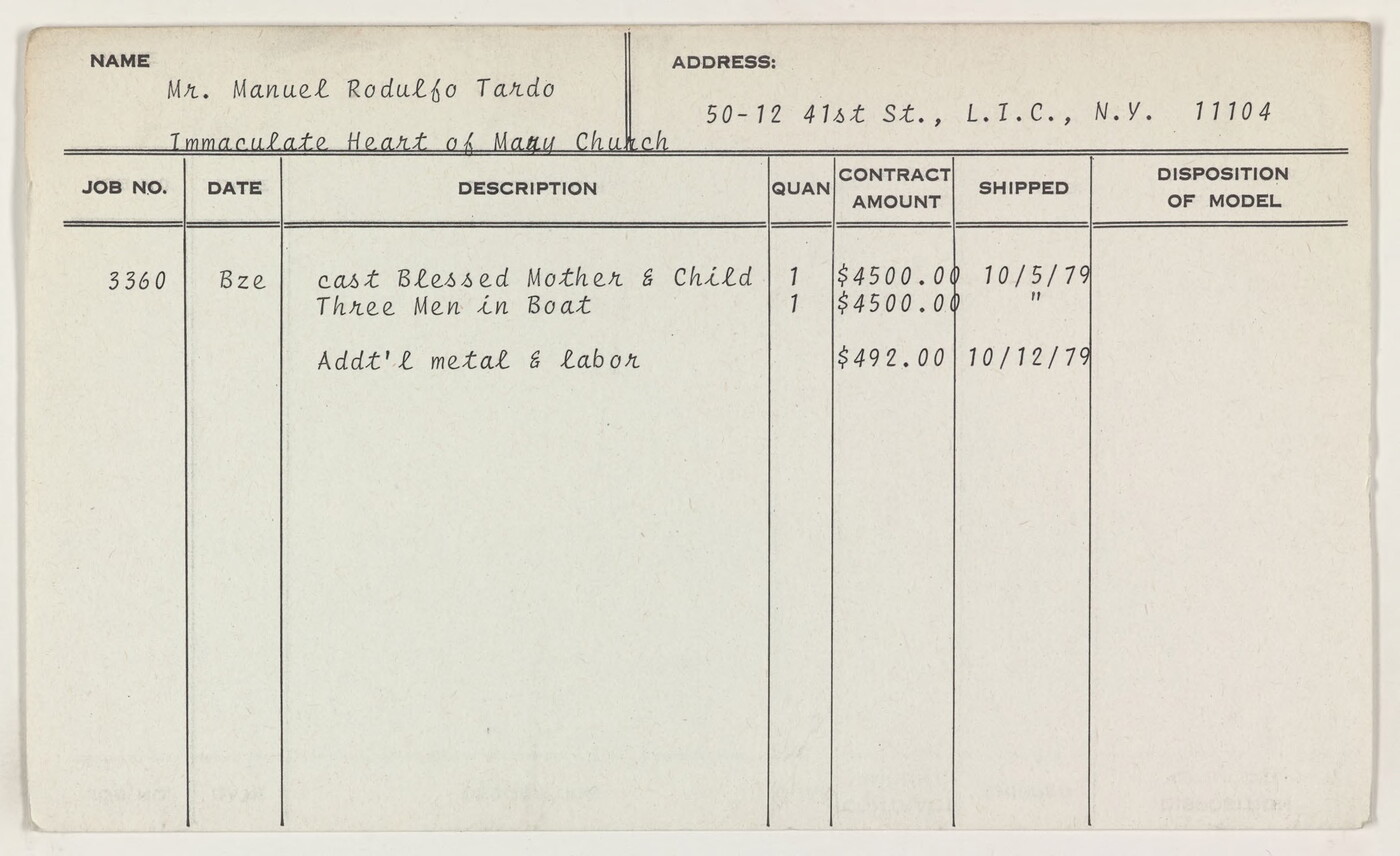 NAME
Mr. Manuel Rodulfo Tardo
Immaculate Heart of Mary Church
ADDRESS:
50-12 41st St., L.I.C., N.Y. 11104
JOB NO. DATE DESCRIPTION QUAN CONTRACT AMOUNT SHIPPED DISPOSITION OF MODEL
3360 Bze cast Blessed Mother & Child 1 $4500.00 10/5/79
Three Men in Boat 1 $4500.00 "
Addt'l metal & labor $492.00 10/12/79